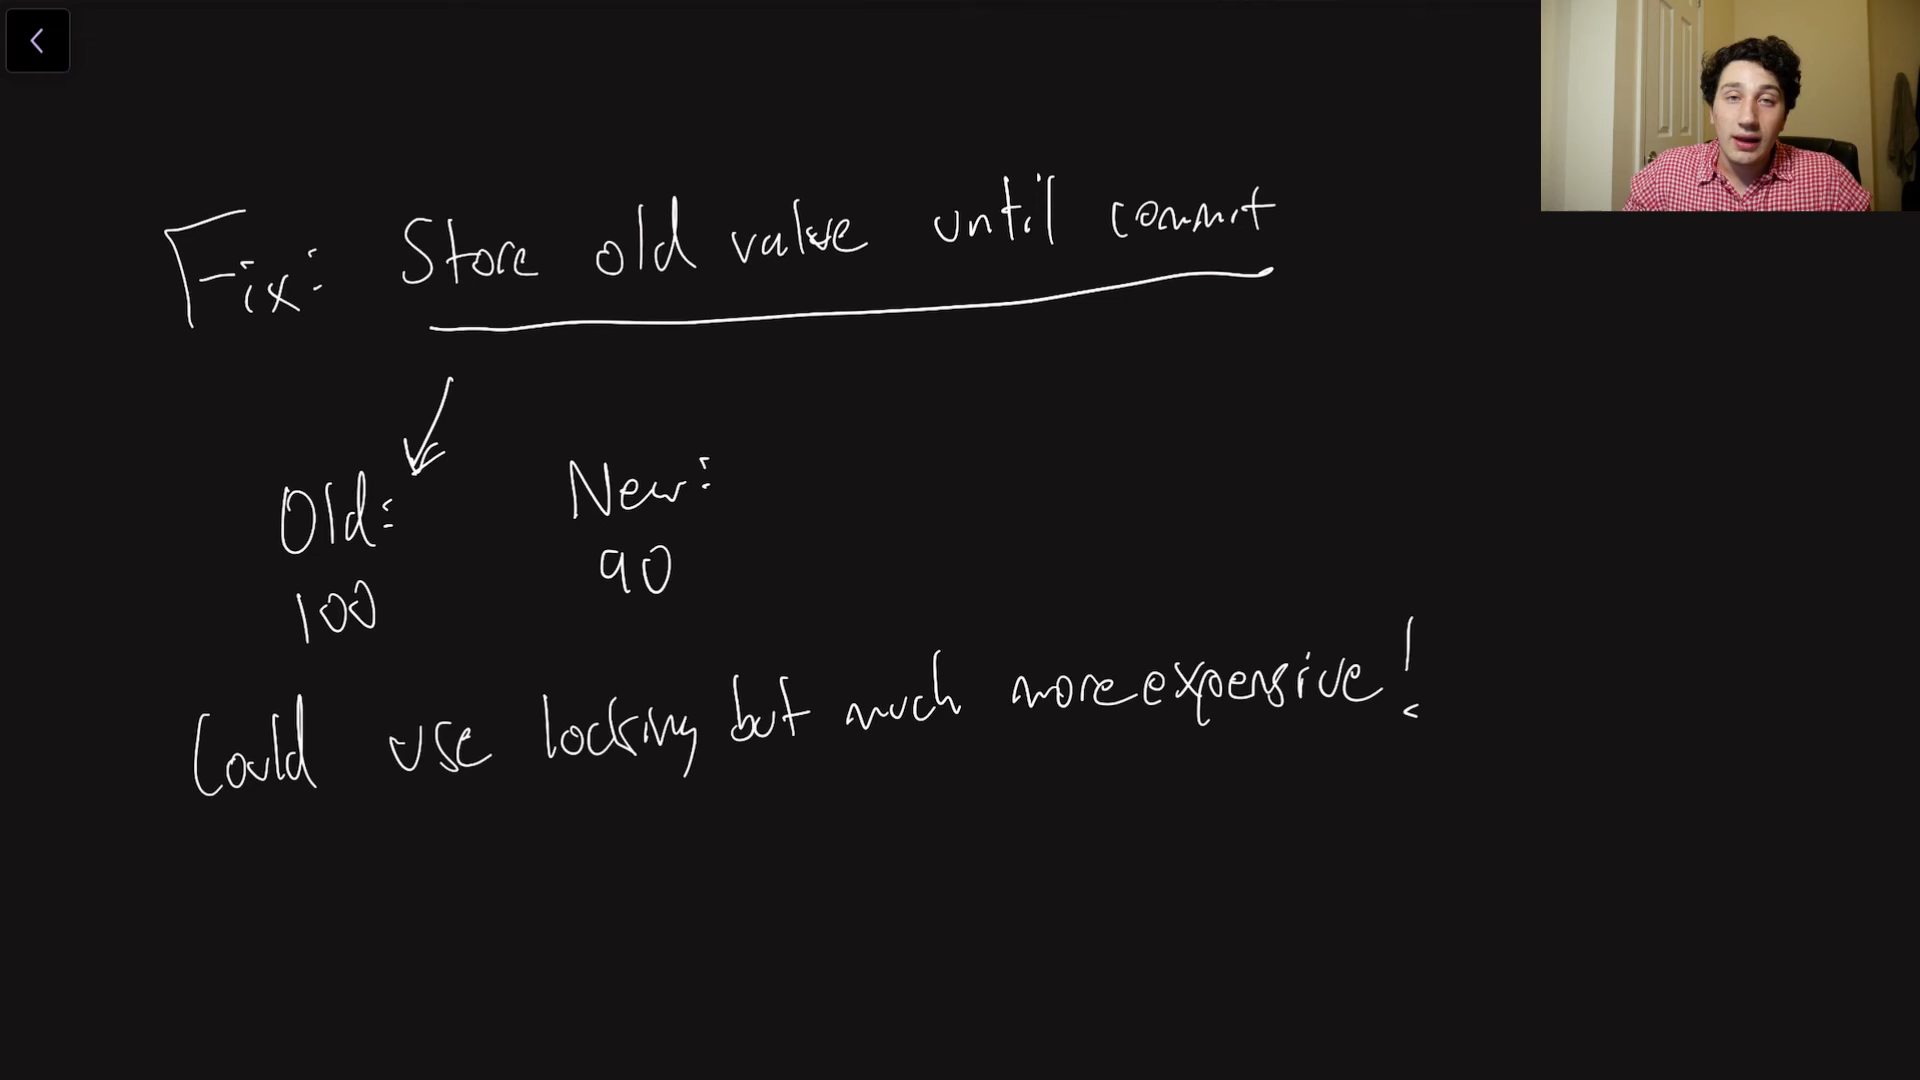 Fix: Store old value until commit
Old: New:
100 90
Could use locking but much more expensive!